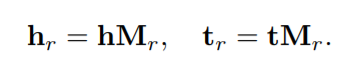 h_r = hM_r, t_r = tM_r.